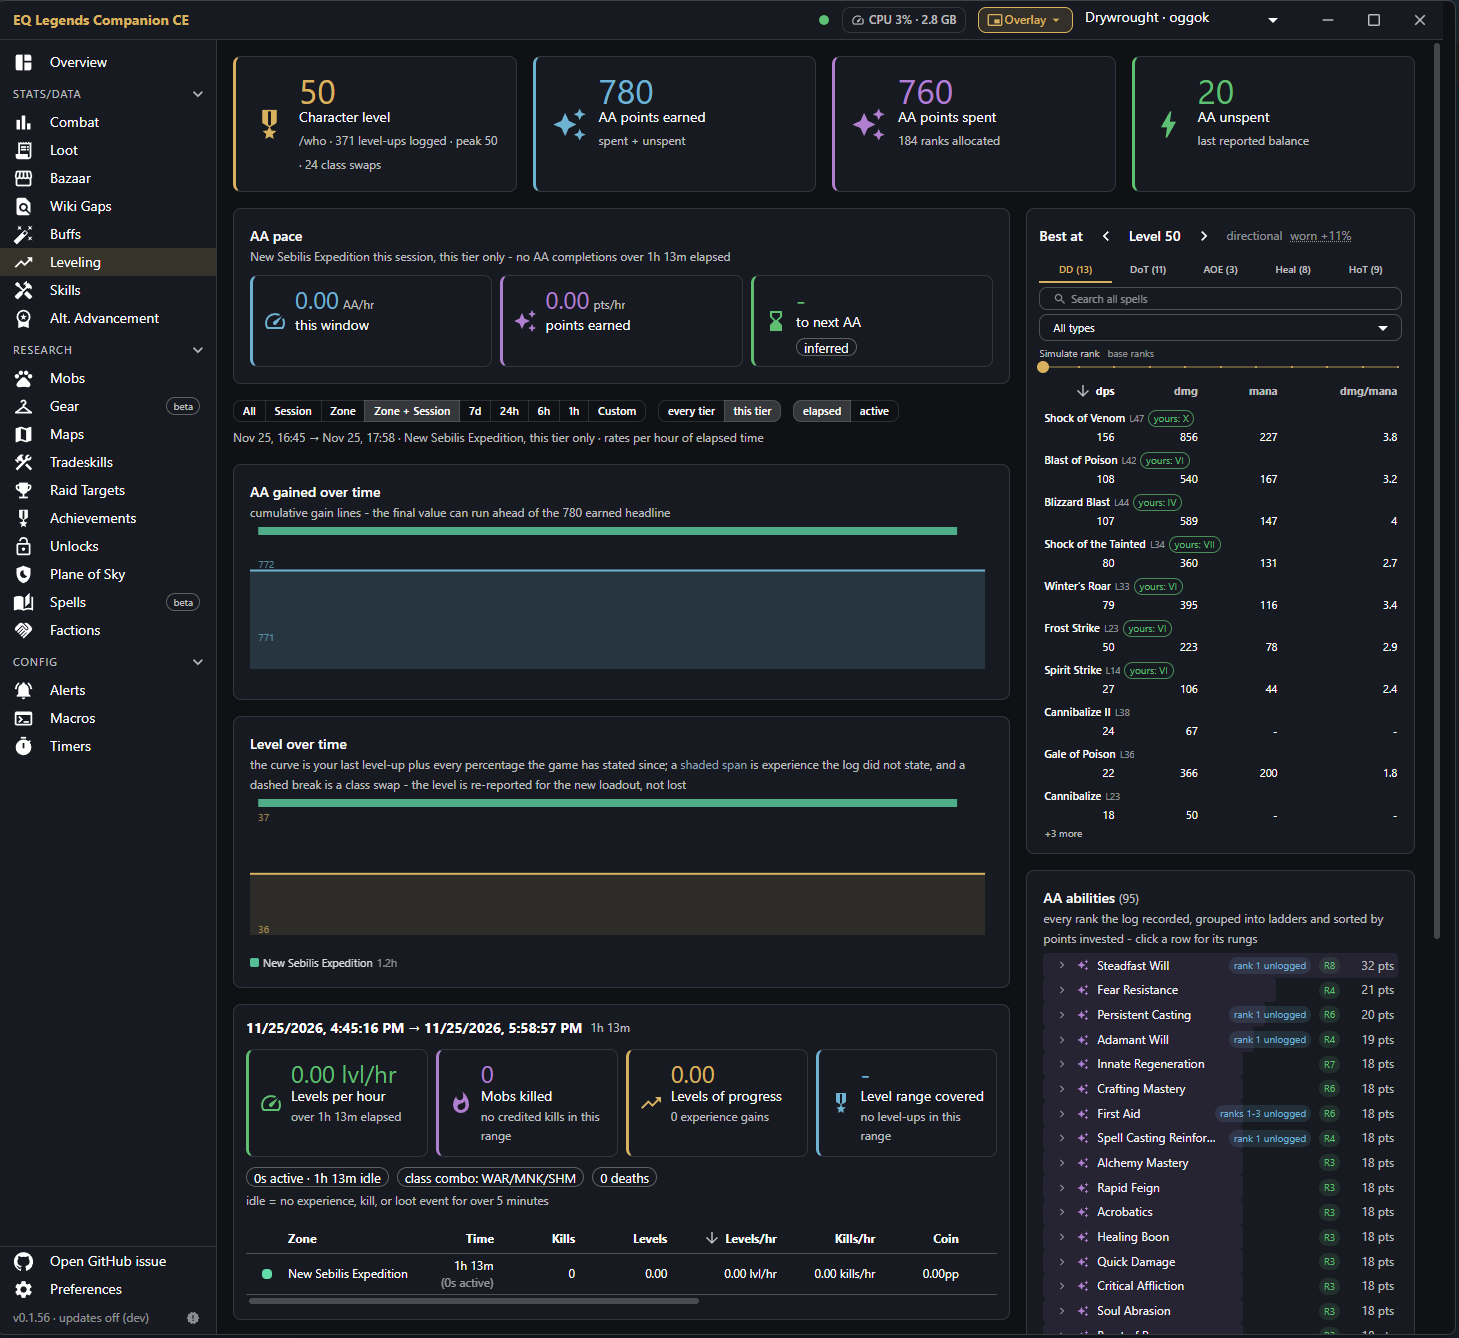 EQ Legends Companion CE
CPU 3% · 2.8 GB
Overlay
Drywrought · oggok
Overview
STATS/DATA
Combat
Loot
Bazaar
Wiki Gaps
Buffs
Leveling
Skills
Alt. Advancement
RESEARCH
Mobs
Gear beta
Maps
Tradeskills
Raid Targets
Achievements
Unlocks
Plane of Sky
Spells beta
Factions
CONFIG
Alerts
Macros
Timers
Open GitHub issue
Preferences
v0.1.56 · updates off (dev)
50
Character level
/who · 371 level-ups logged · peak 50
· 24 class swaps
780
AA points earned
spent + unspent
760
AA points spent
184 ranks allocated
20
AA unspent
last reported balance
AA pace
New Sebilis Expedition this session, this tier only - no AA completions over 1h 13m elapsed
0.00 AA/hr
this window
0.00 pts/hr
points earned
-
to next AA
inferred
All Session Zone Zone + Session 7d 24h 6h 1h Custom every tier this tier elapsed active
Nov 25, 16:45 → Nov 25, 17:58 · New Sebilis Expedition, this tier only · rates per hour of elapsed time
AA gained over time
cumulative gain lines - the final value can run ahead of the 780 earned headline
772
771
Level over time
the curve is your last level-up plus every percentage the game has stated since; a shaded span is experience the log did not state, and a
dashed break is a class swap - the level is re-reported for the new loadout, not lost
37
36
New Sebilis Expedition 1.2h
11/25/2026, 4:45:16 PM → 11/25/2026, 5:58:57 PM 1h 13m
0.00 lvl/hr
Levels per hour
over 1h 13m elapsed
0
Mobs killed
no credited kills in this
range
0.00
Levels of progress
0 experience gains
-
Level range covered
no level-ups in this
range
0s active · 1h 13m idle
class combo: WAR/MNK/SHM
0 deaths
idle = no experience, kill, or loot event for over 5 minutes
Zone Time Kills Levels Levels/hr Kills/hr Coin
New Sebilis Expedition 1h 13m 0 0.00 0.00 lvl/hr 0.00 kills/hr 0.00pp
(0s active)
Best at Level 50 directional worn +11%
DD (13) DoT (11) AOE (3) Heal (8) HoT (9)
Search all spells
All types
Simulate rank base ranks
dps dmg mana dmg/mana
Shock of Venom L47 yours: X
156 856 227 3.8
Blast of Poison L42 yours: VI
108 540 167 3.2
Blizzard Blast L44 yours: IV
107 589 147 4
Shock of the Tainted L34 yours: VII
80 360 131 2.7
Winter's Roar L33 yours: VI
79 395 116 3.4
Frost Strike L23 yours: VI
50 223 78 2.9
Spirit Strike L14 yours: VI
27 106 44 2.4
Cannibalize II L38
24 67 - -
Gale of Poison L36
22 366 200 1.8
Cannibalize L23
18 50 - -
+3 more
AA abilities (95)
every rank the log recorded, grouped into ladders and sorted by
points invested - click a row for its rungs
Steadfast Will rank 1 unlogged R8 32 pts
Fear Resistance R4 21 pts
Persistent Casting rank 1 unlogged R6 20 pts
Adamant Will rank 1 unlogged R4 19 pts
Innate Regeneration R7 18 pts
Crafting Mastery R6 18 pts
First Aid ranks 1-3 unlogged R6 18 pts
Spell Casting Reinfor... rank 1 unlogged R4 18 pts
Alchemy Mastery R3 18 pts
Rapid Feign R3 18 pts
Acrobatics R3 18 pts
Healing Boon R3 18 pts
Quick Damage R3 18 pts
Critical Affliction R3 18 pts
Soul Abrasion R3 18 pts